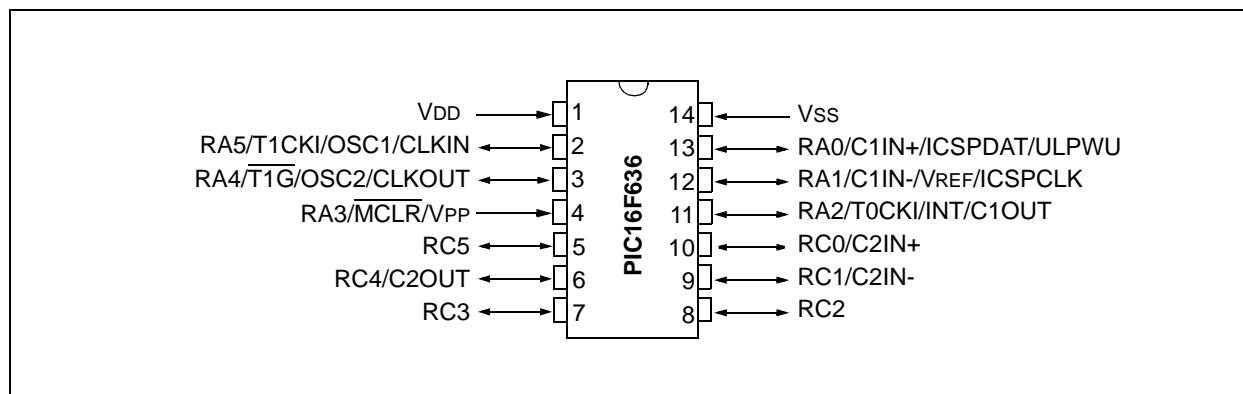 VDD 1
RA5/T1CKI/OSC1/CLKIN 2
RA4/T1G/OSC2/CLKOUT 3
RA3/MCLR/VPP 4
RC5 5
RC4/C2OUT 6
RC3 7
PIC16F636
14 VSS
13 RA0/C1IN+/ICSPDAT/ULPWU
12 RA1/C1IN-/VREF/ICSPCLK
11 RA2/T0CKI/INT/C1OUT
10 RC0/C2IN+
9 RC1/C2IN-
8 RC2